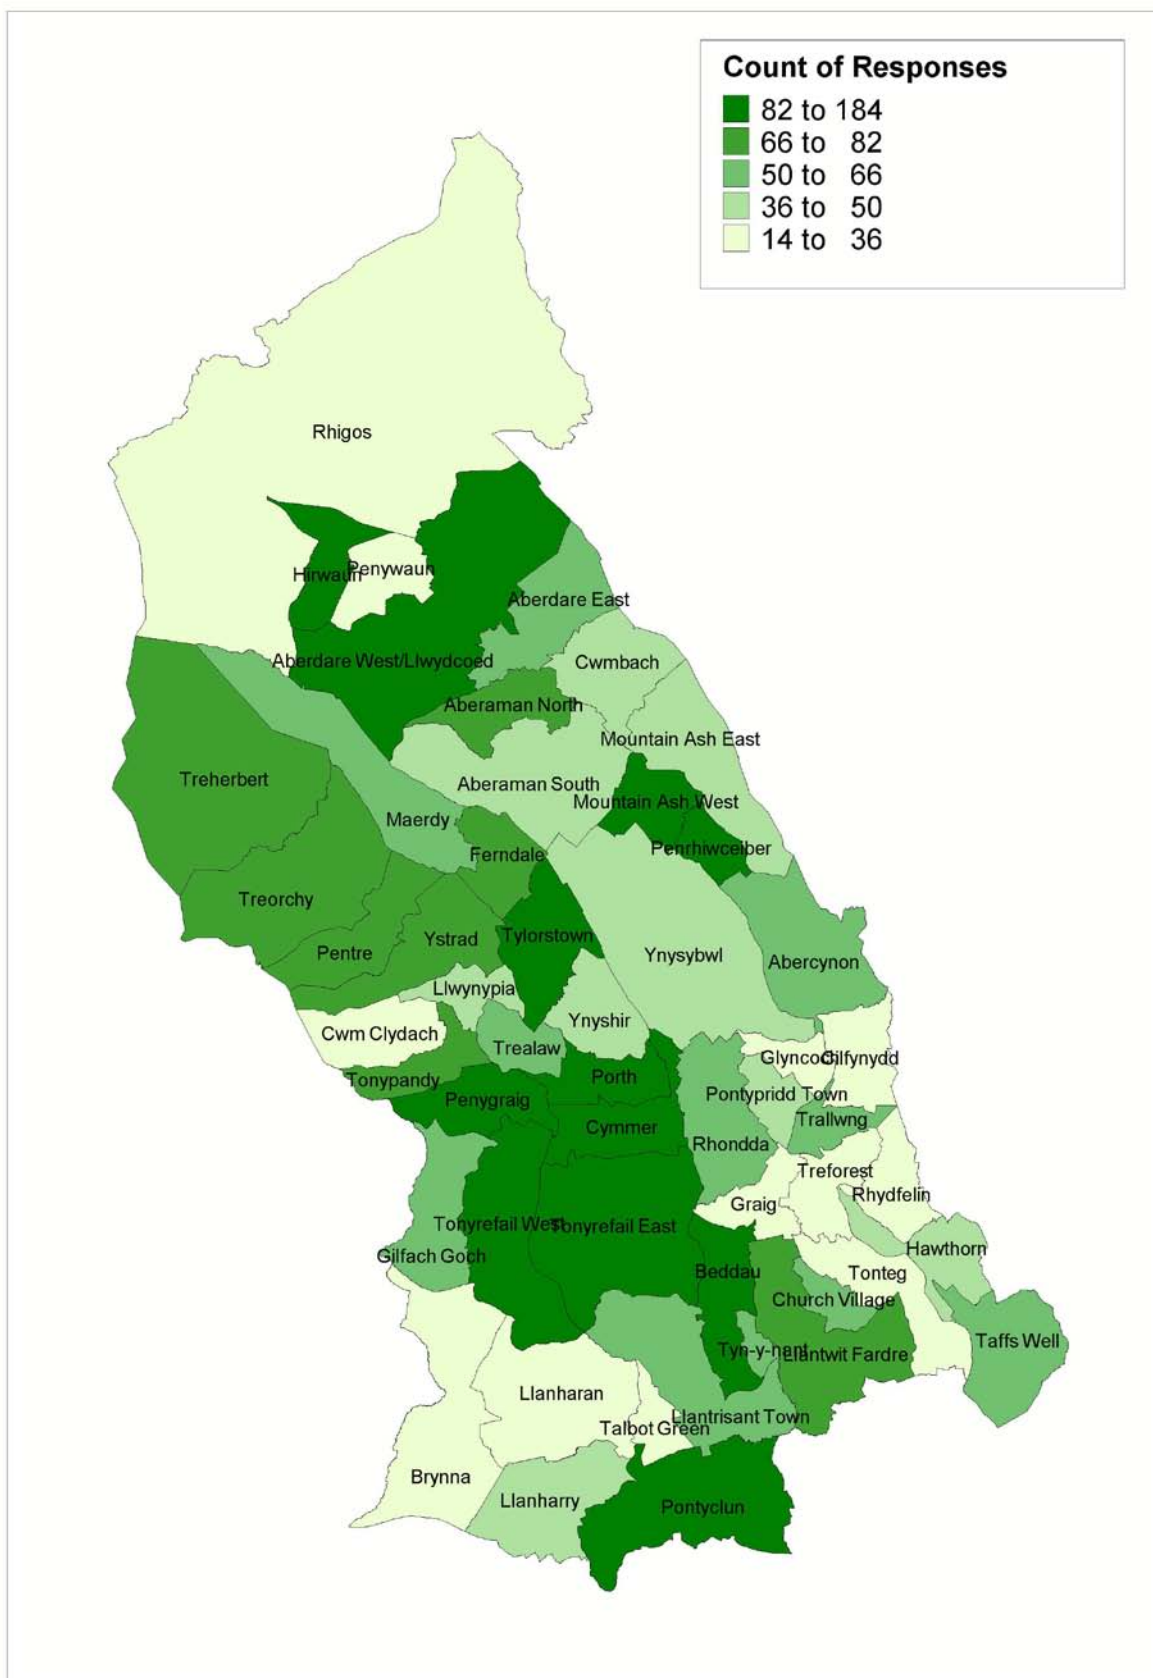 Count of Responses
82 to 184
66 to 82
50 to 66
36 to 50
14 to 36
Rhigos
Hirwaun
Penywaun
Aberdare East
Aberdare West/Llwydcoed
Cwmbach
Aberaman North
Mountain Ash East
Treherbert
Aberaman South
Mountain Ash West
Maerdy
Ferndale
Penrhiwceiber
Treorchy
Ystrad
Tylorstown
Pentre
Ynysybwl
Abercynon
Llwynypia
Ynyshir
Cwm Clydach
Trealaw
Glyncoch
Cilfynydd
Tonypandy
Porth
Penygraig
Pontypridd Town
Cymmer
Trallwng
Rhondda
Treforest
Rhydfelin
Graig
Tonyrefail West
Tonyrefail East
Gilfach Goch
Hawthorn
Beddau
Tonteg
Church Village
Taffs Well
Tyn-y-nant
Llantwit Fardre
Llanharan
Talbot Green
Llantrisant Town
Brynna
Llanharry
Pontyclun